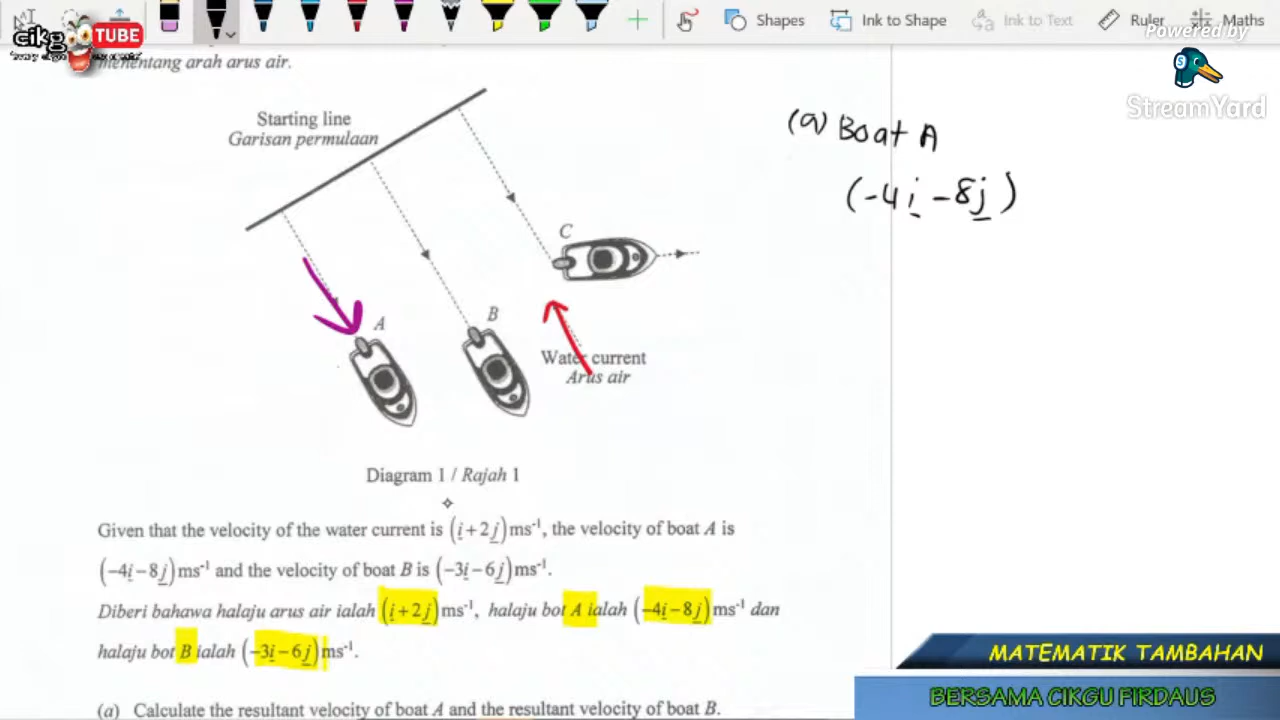 Shapes
Ink to Shape
Ink to Text
Ruler
Maths
cikg TUBE
Powered by
StreamYard
menentang arah arus air.
Starting line
Garisan permulaan
C
A
B
Water current
Arus air
Diagram 1 / Rajah 1
Given that the velocity of the water current is (i+2j)ms⁻¹, the velocity of boat A is
(−4i−8j)ms⁻¹ and the velocity of boat B is (−3i−6j)ms⁻¹.
Diberi bahawa halaju arus air ialah (i+2j)ms⁻¹, halaju bot A ialah (−4i−8j)ms⁻¹ dan
halaju bot B ialah (−3i−6j)ms⁻¹.
(a) Calculate the resultant velocity of boat A and the resultant velocity of boat B.
(a) Boat A
(-4i -8j)
MATEMATIK TAMBAHAN
BERSAMA CIKGU FIRDAUS